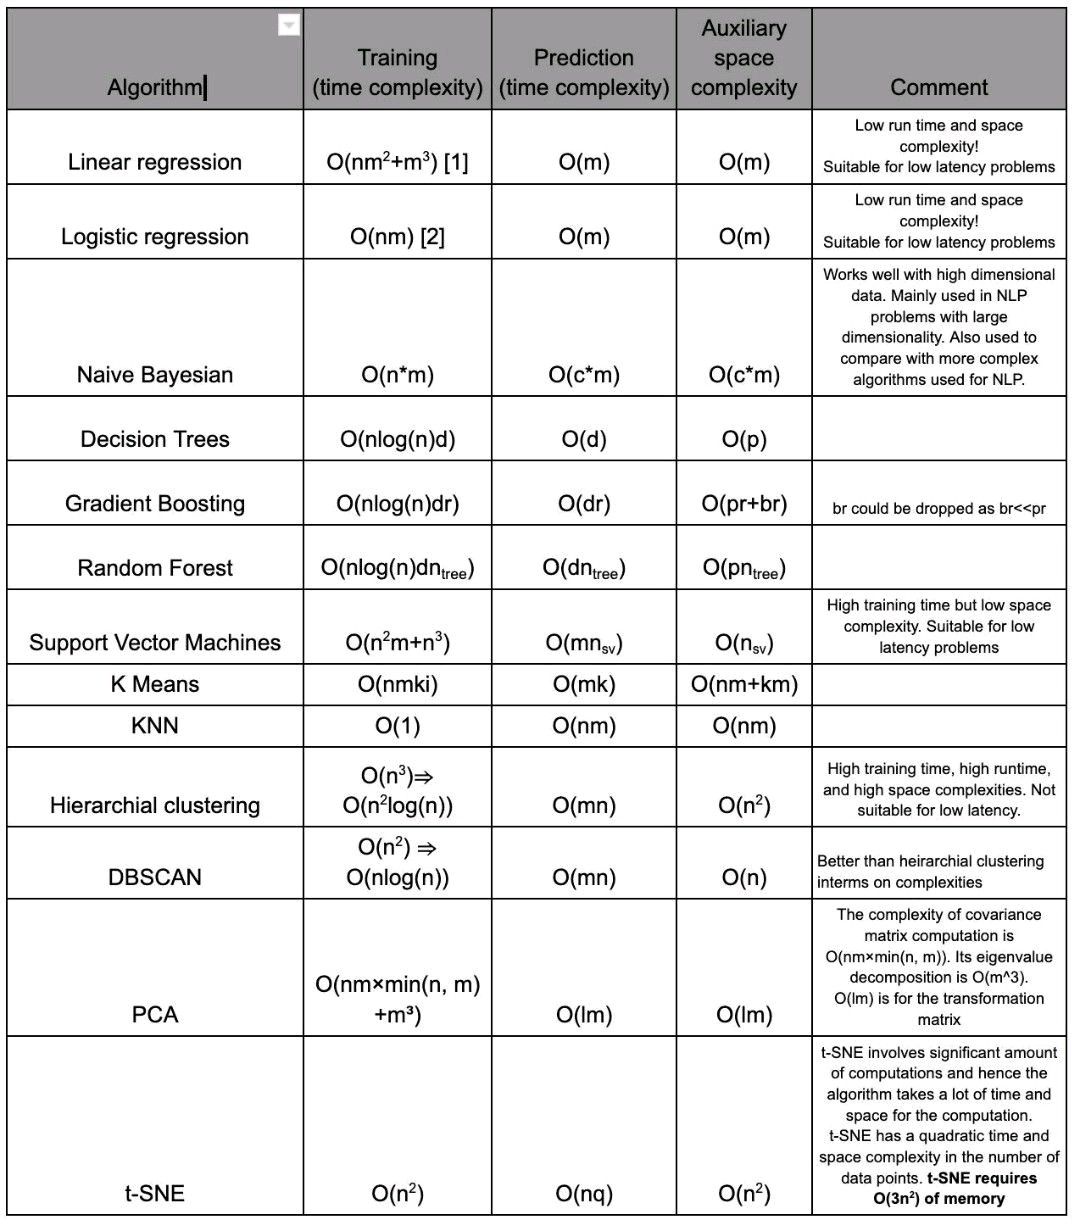 Algorithm
Training
(time complexity)
Prediction
(time complexity)
Auxiliary
space
complexity
Comment
Linear regression
O(nm²+m³) [1]
O(m)
O(m)
Low run time and space
complexity!
Suitable for low latency problems
Logistic regression
O(nm) [2]
O(m)
O(m)
Low run time and space
complexity!
Suitable for low latency problems
Naive Bayesian
O(n*m)
O(c*m)
O(c*m)
Works well with high dimensional
data. Mainly used in NLP
problems with large
dimensionality. Also used to
compare with more complex
algorithms used for NLP.
Decision Trees
O(nlog(n)d)
O(d)
O(p)
Gradient Boosting
O(nlog(n)dr)
O(dr)
O(pr+br)
br could be dropped as br<<pr
Random Forest
O(nlog(n)dntree)
O(dntree)
O(pntree)
Support Vector Machines
O(n²m+n³)
O(mnsv)
O(nsv)
High training time but low space
complexity. Suitable for low
latency problems
K Means
O(nmki)
O(mk)
O(nm+km)
KNN
O(1)
O(nm)
O(nm)
Hierarchial clustering
O(n³)⇒
O(n²log(n))
O(mn)
O(n²)
High training time, high runtime,
and high space complexities. Not
suitable for low latency.
DBSCAN
O(n²) ⇒
O(nlog(n))
O(mn)
O(n)
Better than heirarchial clustering
interms on complexities
PCA
O(nm×min(n, m)
+m³)
O(lm)
O(lm)
The complexity of covariance
matrix computation is
O(nm×min(n, m)). Its eigenvalue
decomposition is O(m^3).
O(lm) is for the transformation
matrix
t-SNE
O(n²)
O(nq)
O(n²)
t-SNE involves significant amount
of computations and hence the
algorithm takes a lot of time and
space for the computation.
t-SNE has a quadratic time and
space complexity in the number of
data points. t-SNE requires
O(3n²) of memory